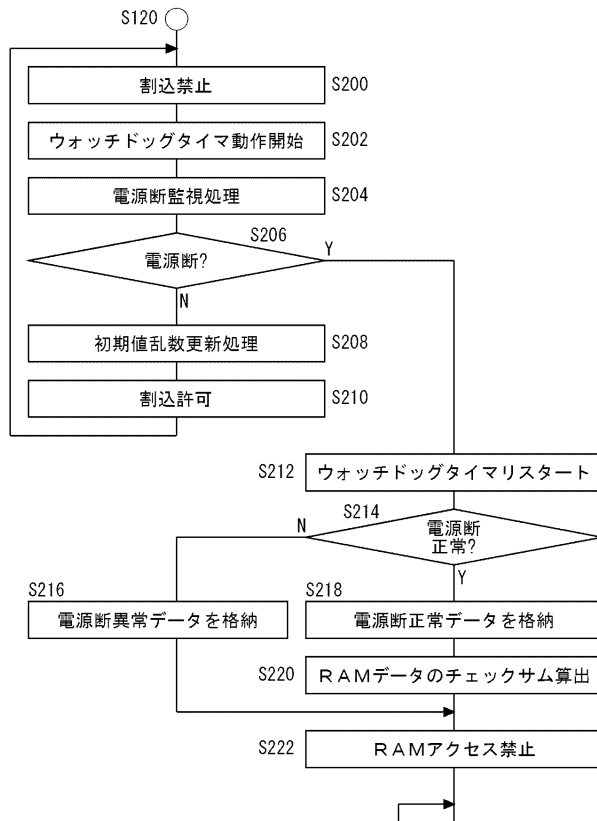 S120
割込禁止 S200
ウォッチドッグタイマ動作開始 S202
電源断監視処理 S204
S206
電源断? Y
N
初期値乱数更新処理 S208
割込許可 S210
S212 ウォッチドッグタイマリスタート
S214
N
電源断
正常?
Y
S216
電源断異常データを格納
S218
電源断正常データを格納
S220 RAMデータのチェックサム算出
S222 RAMアクセス禁止